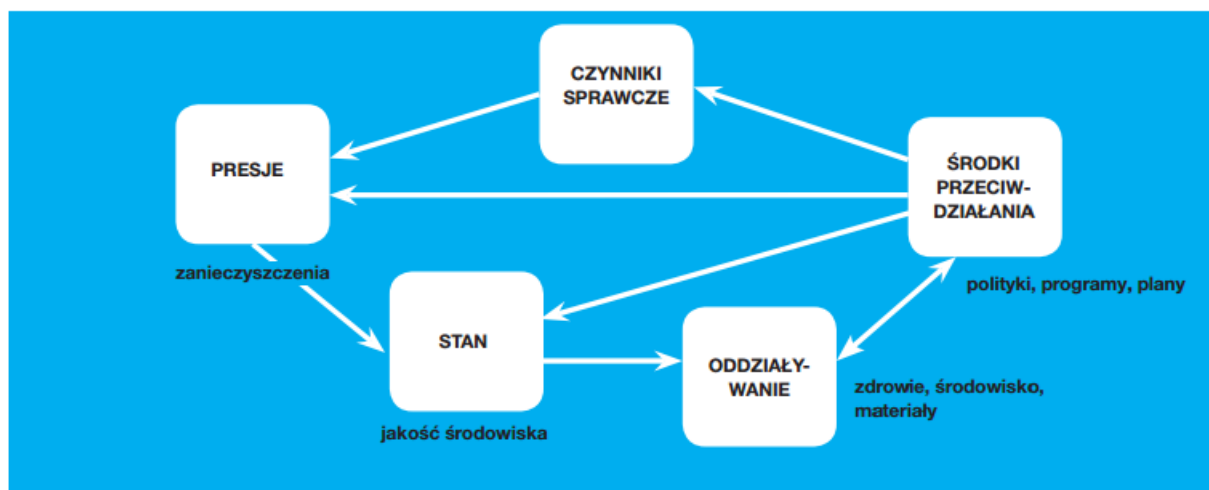 CZYNNIKI
SPRAWCZE
PRESJE
ŚRODKI
PRZECIW-
DZIAŁANIA
zanieczyszczenia
polityki, programy, plany
STAN
ODDZIAŁY-
WANIE
zdrowie, środowisko,
materiały
jakość środowiska